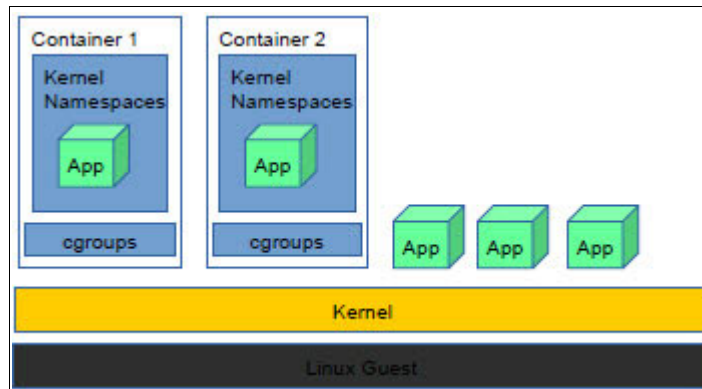 Container 1
Kernel
Namespaces
App
cgroups
Container 2
Kernel
Namespaces
App
cgroups
App
App
App
Kernel
Linux Guest